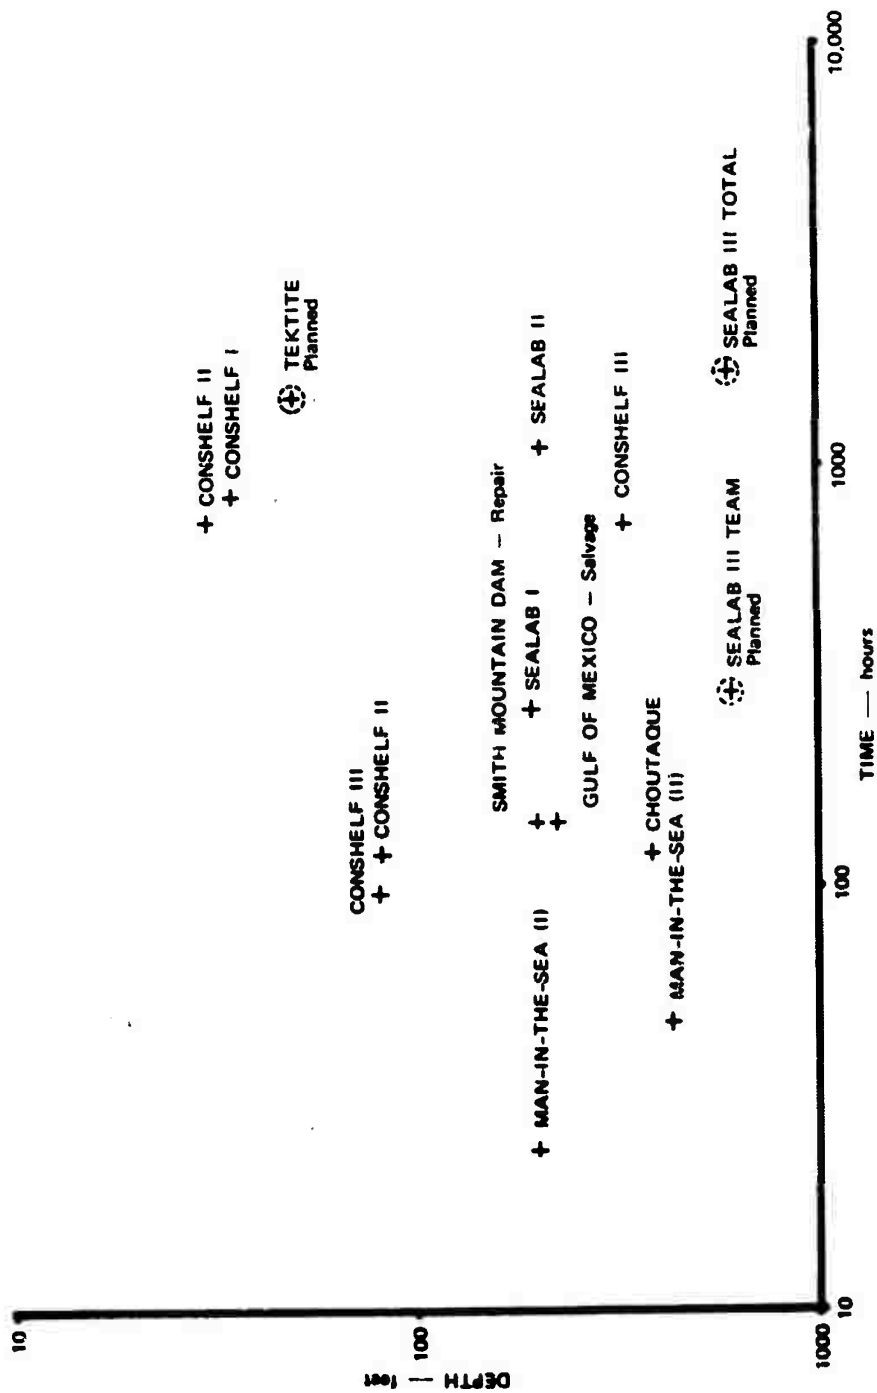 10
100
1000
DEPTH — feet
CONSHELF II
CONSHELF I
TEKTITE
Planned
CONSHELF III
CONSHELF II
SMITH MOUNTAIN DAM — Repair
SEALAB I
SEALAB II
MAN-IN-THE-SEA (I)
GULF OF MEXICO — Salvage
CONSHELF III
CHOUTAQUE
MAN-IN-THE-SEA (II)
SEALAB III TEAM
Planned
SEALAB III TOTAL
Planned
10
100
1000
10,000
TIME — hours